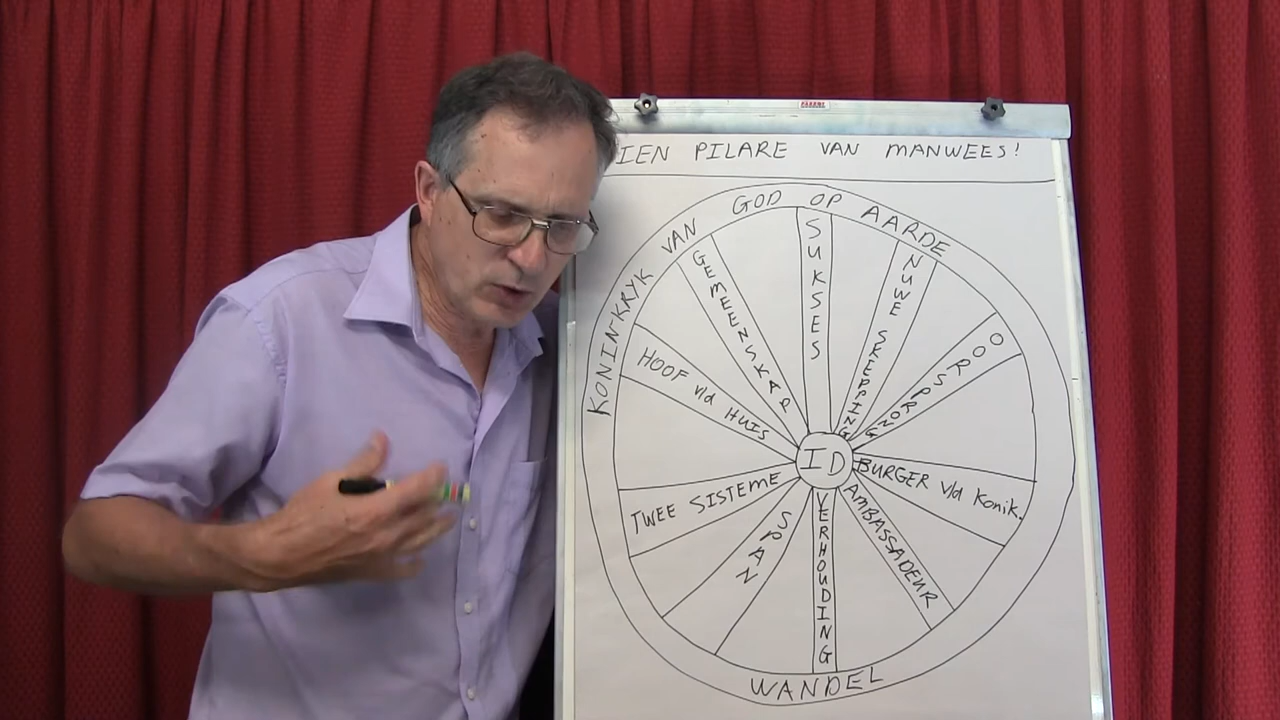 IEN PILARE VAN MANWEES!
KONINKRYK VAN GOD OP AARDE
SUKSES
NUWE SKEPPING
OORSPRONG
BURGER v/d Konik.
AMBASSADEUR
VERHOUDING
SPAN
TWEE SISTEME
HOOF v/d HUIS
GEMEENSKAP
ID
WANDEL